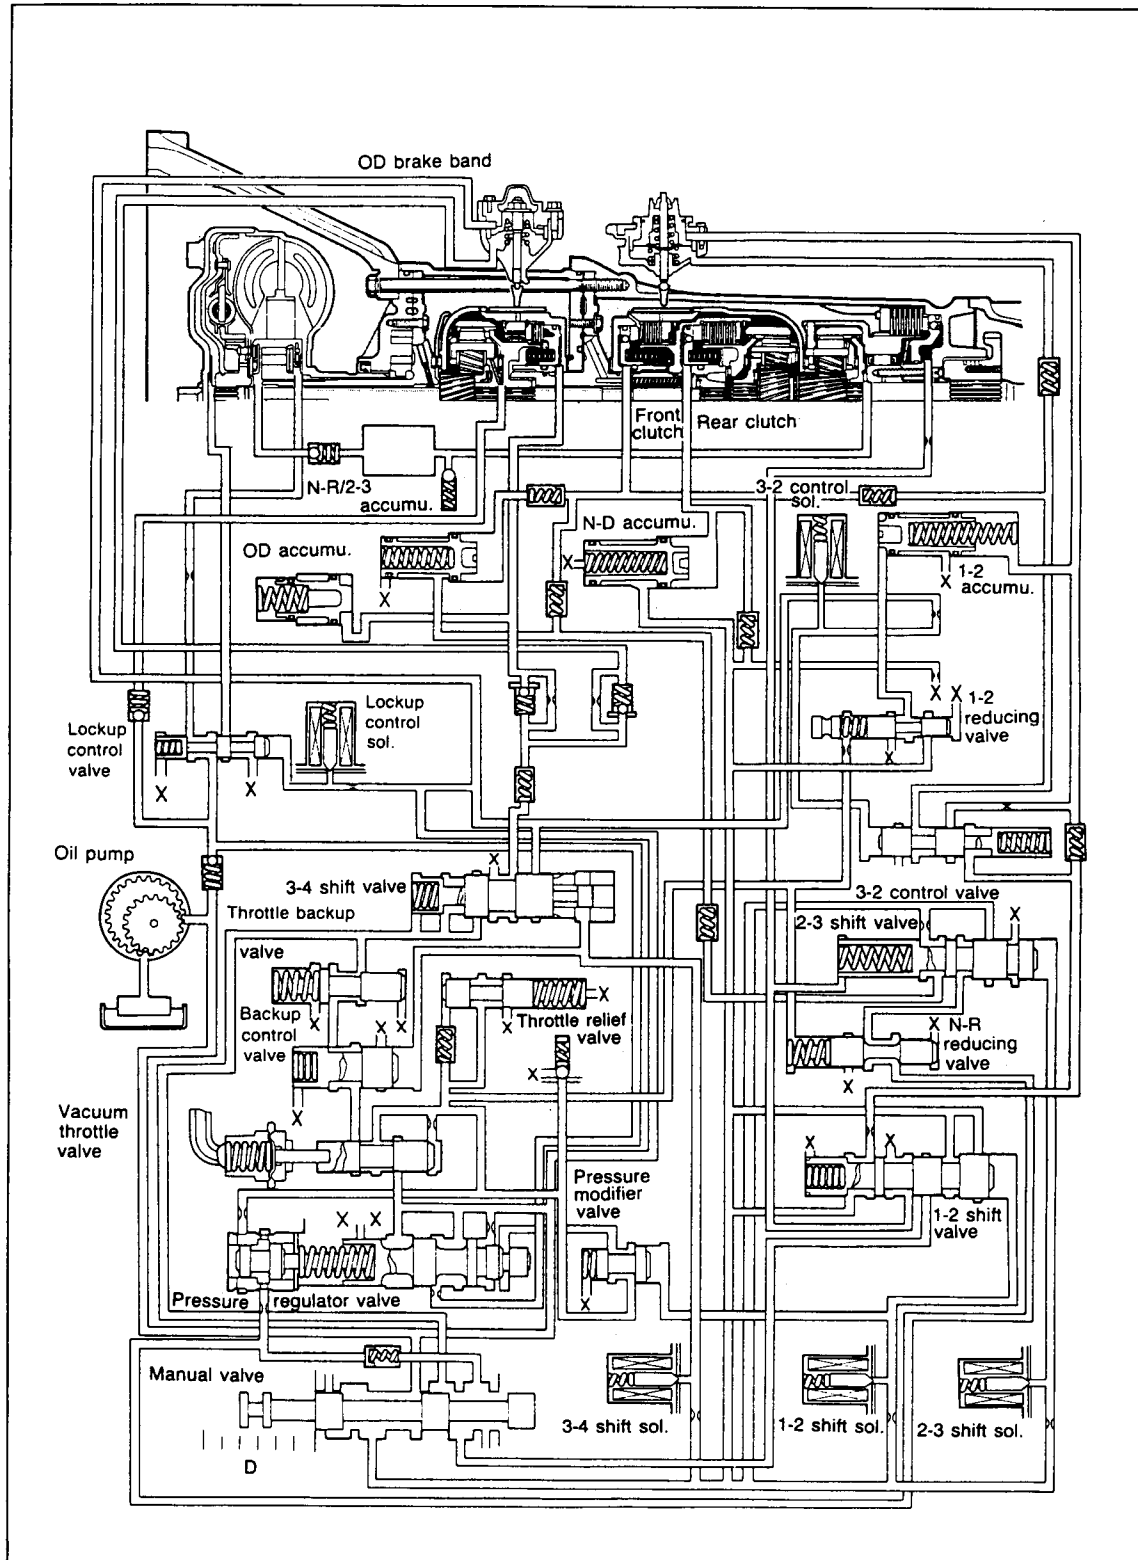 OD brake band
Front
clutch
Rear clutch
N-R/2-3
accumu.
3-2 control
sol.
N-D accumu.
OD accumu.
X
X
1-2
accumu.
X
X
X
X
Lockup
control
sol.
Lockup
control
valve
1-2
reducing
valve
X
X
X
Oil pump
X
3-4 shift valve
3-2 control valve
Throttle backup
valve
2-3 shift valve
X
X
X
X
X
X
Backup
control
valve
Throttle relief
valve
X
N-R
reducing
valve
X
X
X
Vacuum
throttle
valve
X
X
Pressure
modifier
valve
X
X
1-2 shift
valve
Pressure
regulator valve
X
Manual valve
3-4 shift sol.
1-2 shift sol.
2-3 shift sol.
D